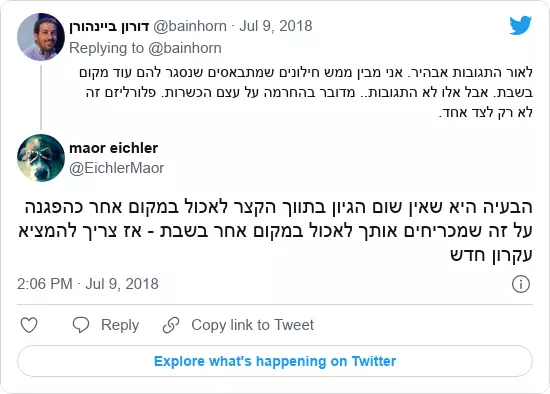 דורון ביינהורן @bainhorn · Jul 9, 2018
Replying to @bainhorn
לאור התגובות אבהיר. אני מבין ממש חילונים שמתבאסים שנסגר להם עוד מקום
בשבת. אבל אלו לא התגובות.. מדובר בהחרמה על עצם הכשרות. פלורליזם זה
לא רק לצד אחד.
maor eichler
@EichlerMaor
הבעיה היא שאין שום הגיון בתווך הקצר לאכול במקום אחר כהפגנה
על זה שמכריחים אותך לאכול במקום אחר בשבת - אז צריך להמציא
עקרון חדש
2:06 PM · Jul 9, 2018
Reply
Copy link to Tweet
Explore what's happening on Twitter